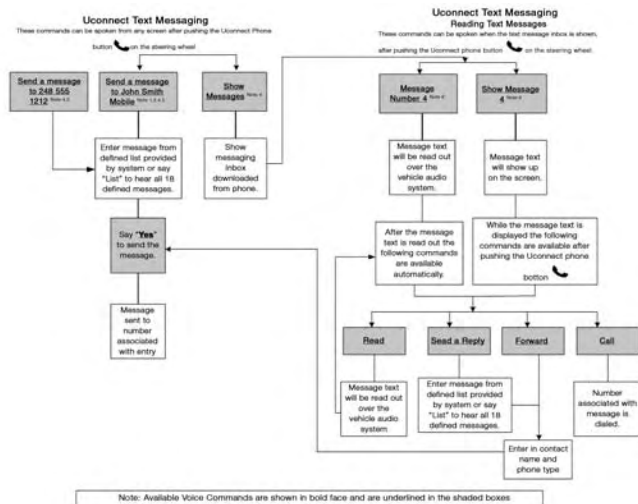 Uconnect Text Messaging
These commands can be spoken from any screen after pushing the Uconnect Phone
button on the steering wheel
Send a message
to 248 555
1212 Note 4,5
Send a message
to John Smith
Mobile
Show
Messages Note 4
Enter message from
defined list provided
by system or say
"List" to hear all 18
defined messages.
Show
messaging
inbox
downloaded
from phone.
Say "Yes"
to send the
message.
Message
sent to
number
associated
with entry
Uconnect Text Messaging
Reading Text Messages
These commands can be spoken when the text message inbox is shown,
after pushing the Uconnect phone button on the steering wheel.
Message
Number 4
Show Message
4
Message text
will be read out
over the
vehicle audio
system.
Message text
will show up
on the screen.
After the message
text is read out the
following commands
are available
automatically.
While the message text is
displayed the following
commands are available after
pushing the Uconnect phone
botton
Read
Send a Reply
Forward
Call
Message text
will be read out
over the
vehicle audio
system
Enter message from
defined list provided
by system or say
"List" to hear all 18
defined messages.
Number
associated with
message is
dialed.
Enter in contact
name and
phone type
Note: Available Voice Commands are shown in bold face and are underlined in the shaded boxes